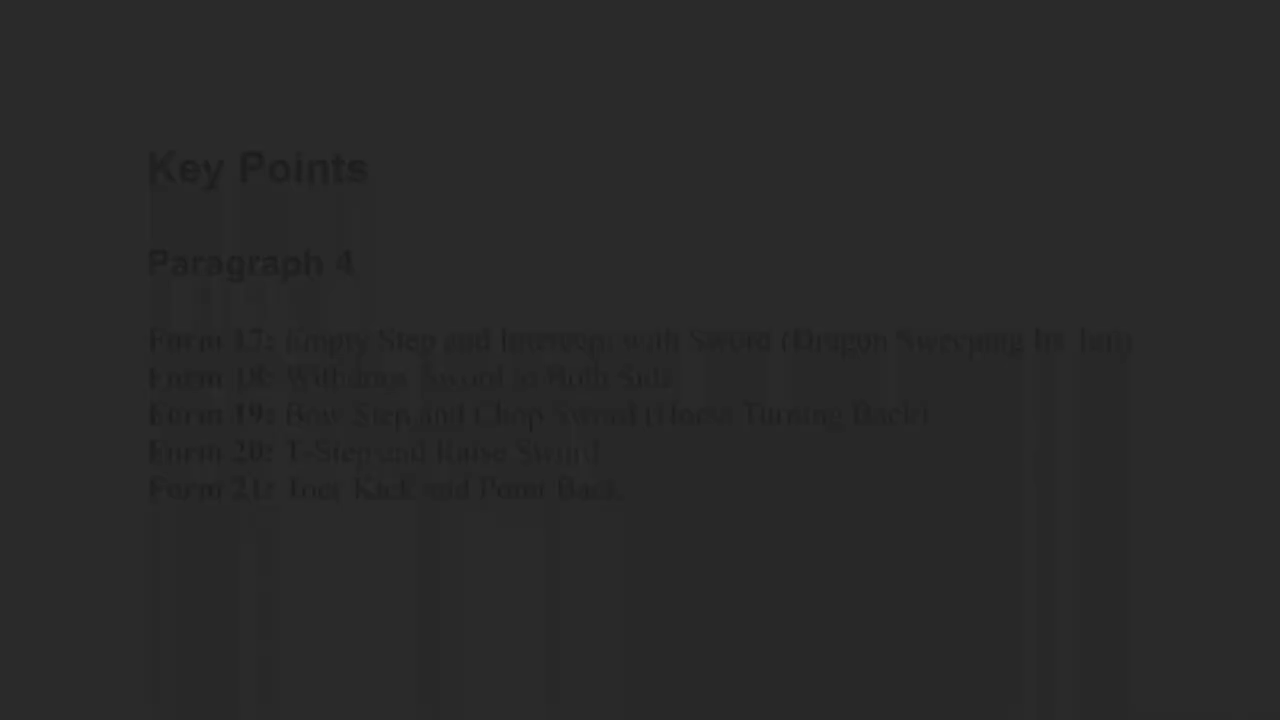 Key Points
Paragraph 4
Form 17: Empty Step and Intercept with Sword (Dragon Sweeping Its Tail)
Form 18: Withdraw Sword to Both Side
Form 19: Bow Step and Chop Sword (Horse Turning Back)
Form 20: T-Step and Raise Sword
Form 21: Toer Kick and Point Back